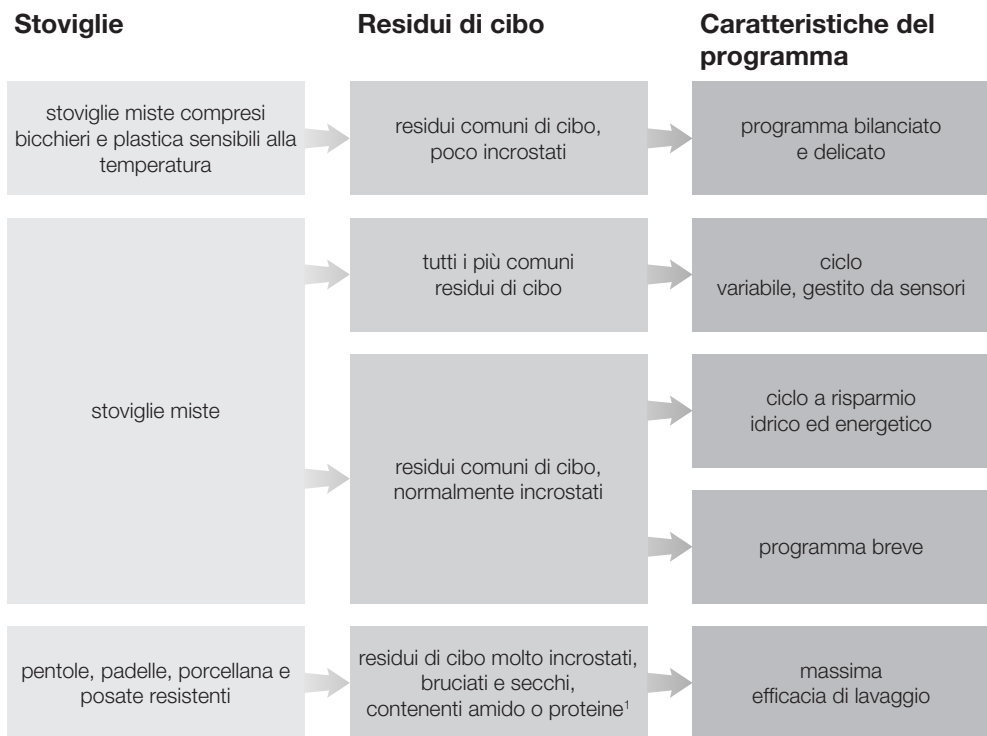 Stoviglie
Residui di cibo
Caratteristiche del
programma
stoviglie miste compresi
bicchieri e plastica sensibili alla
temperatura
residui comuni di cibo,
poco incrostati
programma bilanciato
e delicato
stoviglie miste
tutti i più comuni
residui di cibo
ciclo
variabile, gestito da sensori
residui comuni di cibo,
normalmente incrostati
ciclo a risparmio
idrico ed energetico
programma breve
pentole, padelle, porcellana e
posate resistenti
residui di cibo molto incrostati,
bruciati e secchi,
contenenti amido o proteine¹
massima
efficacia di lavaggio